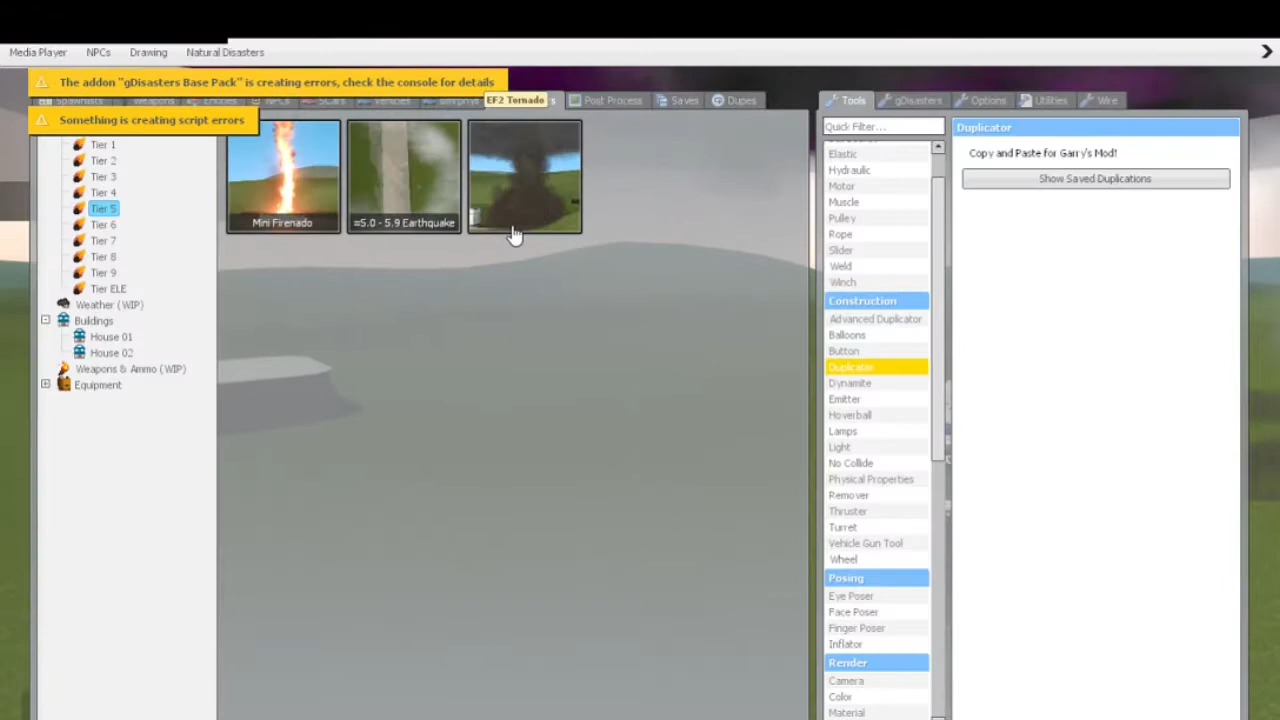 Media Player NPCs Drawing Natural Disasters
The addon "gDisasters Base Pack" is creating errors, check the console for details
EF2 Tornado
Post Process Saves Dupes
Something is creating script errors
Tier 1
Tier 2
Tier 3
Tier 4
Tier 5
Tier 6
Tier 7
Tier 8
Tier 9
Tier ELE
Weather (WIP)
Buildings
House 01
House 02
Weapons & Ammo (WIP)
Equipment
Mini Firenado
=5.0 - 5.9 Earthquake
Tools gDisasters Options Utilities Wire
Quick Filter...
Elastic
Hydraulic
Motor
Muscle
Pulley
Rope
Slider
Weld
Winch
Construction
Advanced Duplicator
Balloons
Button
Duplicator
Dynamite
Emitter
Hoverball
Lamps
Light
No Collide
Physical Properties
Remover
Thruster
Turret
Vehicle Gun Tool
Wheel
Posing
Eye Poser
Face Poser
Finger Poser
Inflator
Render
Camera
Color
Material
Duplicator
Copy and Paste for Garry's Mod!
Show Saved Duplications